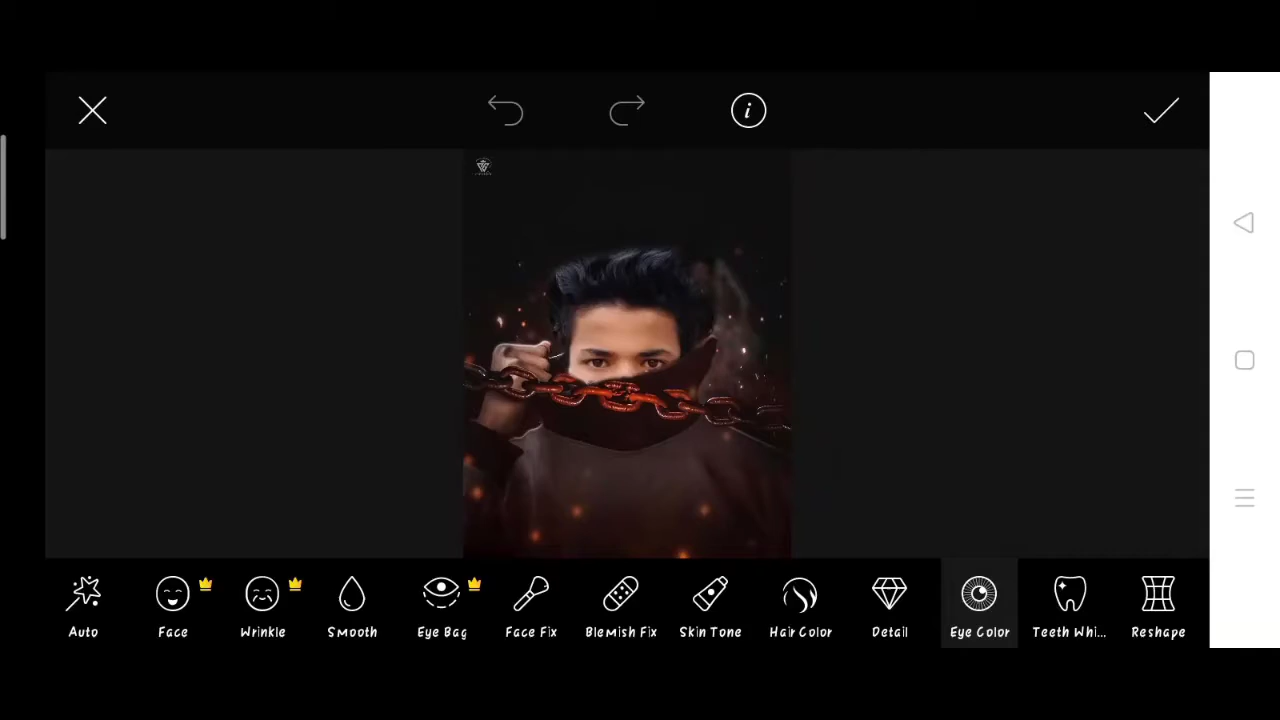 Auto
Face
Wrinkle
Smooth
Eye Bag
Face Fix
Blemish Fix
Skin Tone
Hair Color
Detail
Eye Color
Teeth Whi...
Reshape